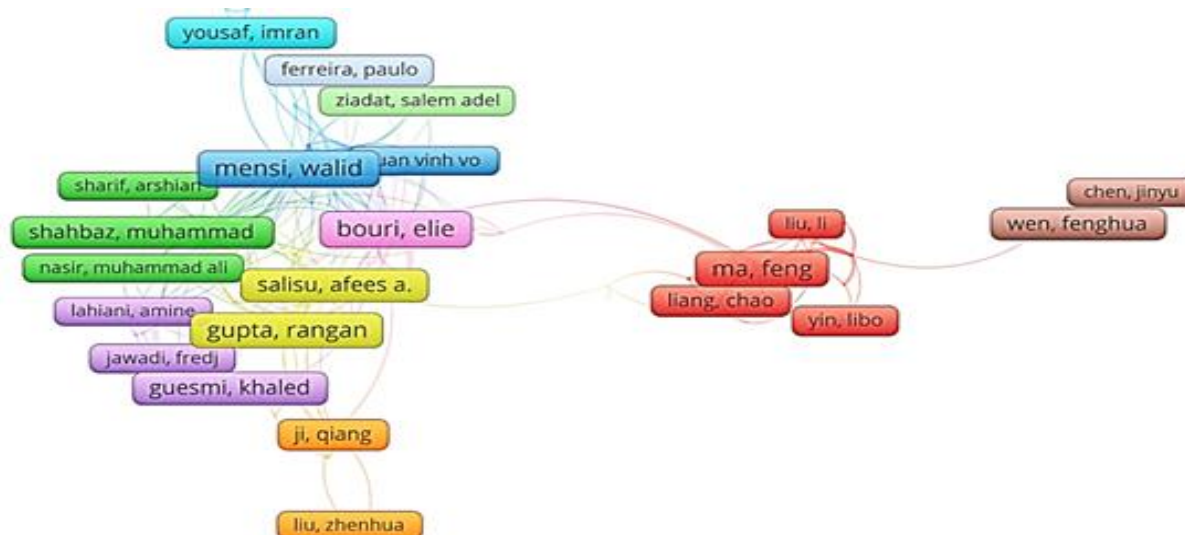 yousaf, imran
ferreira, paulo
ziadat, salem adel
mensi, walid
vinh vo
sharif, arshian
chen, jinyu
shahbaz, muhammad
bouri, elie
liu, li
wen, fenghua
nasir, muhammad ali
salisu, afees a.
ma, feng
liang, chao
lahiani, amine
gupta, rangan
yin, libo
jawadi, fredj
guesmi, khaled
ji, qiang
liu, zhenhua